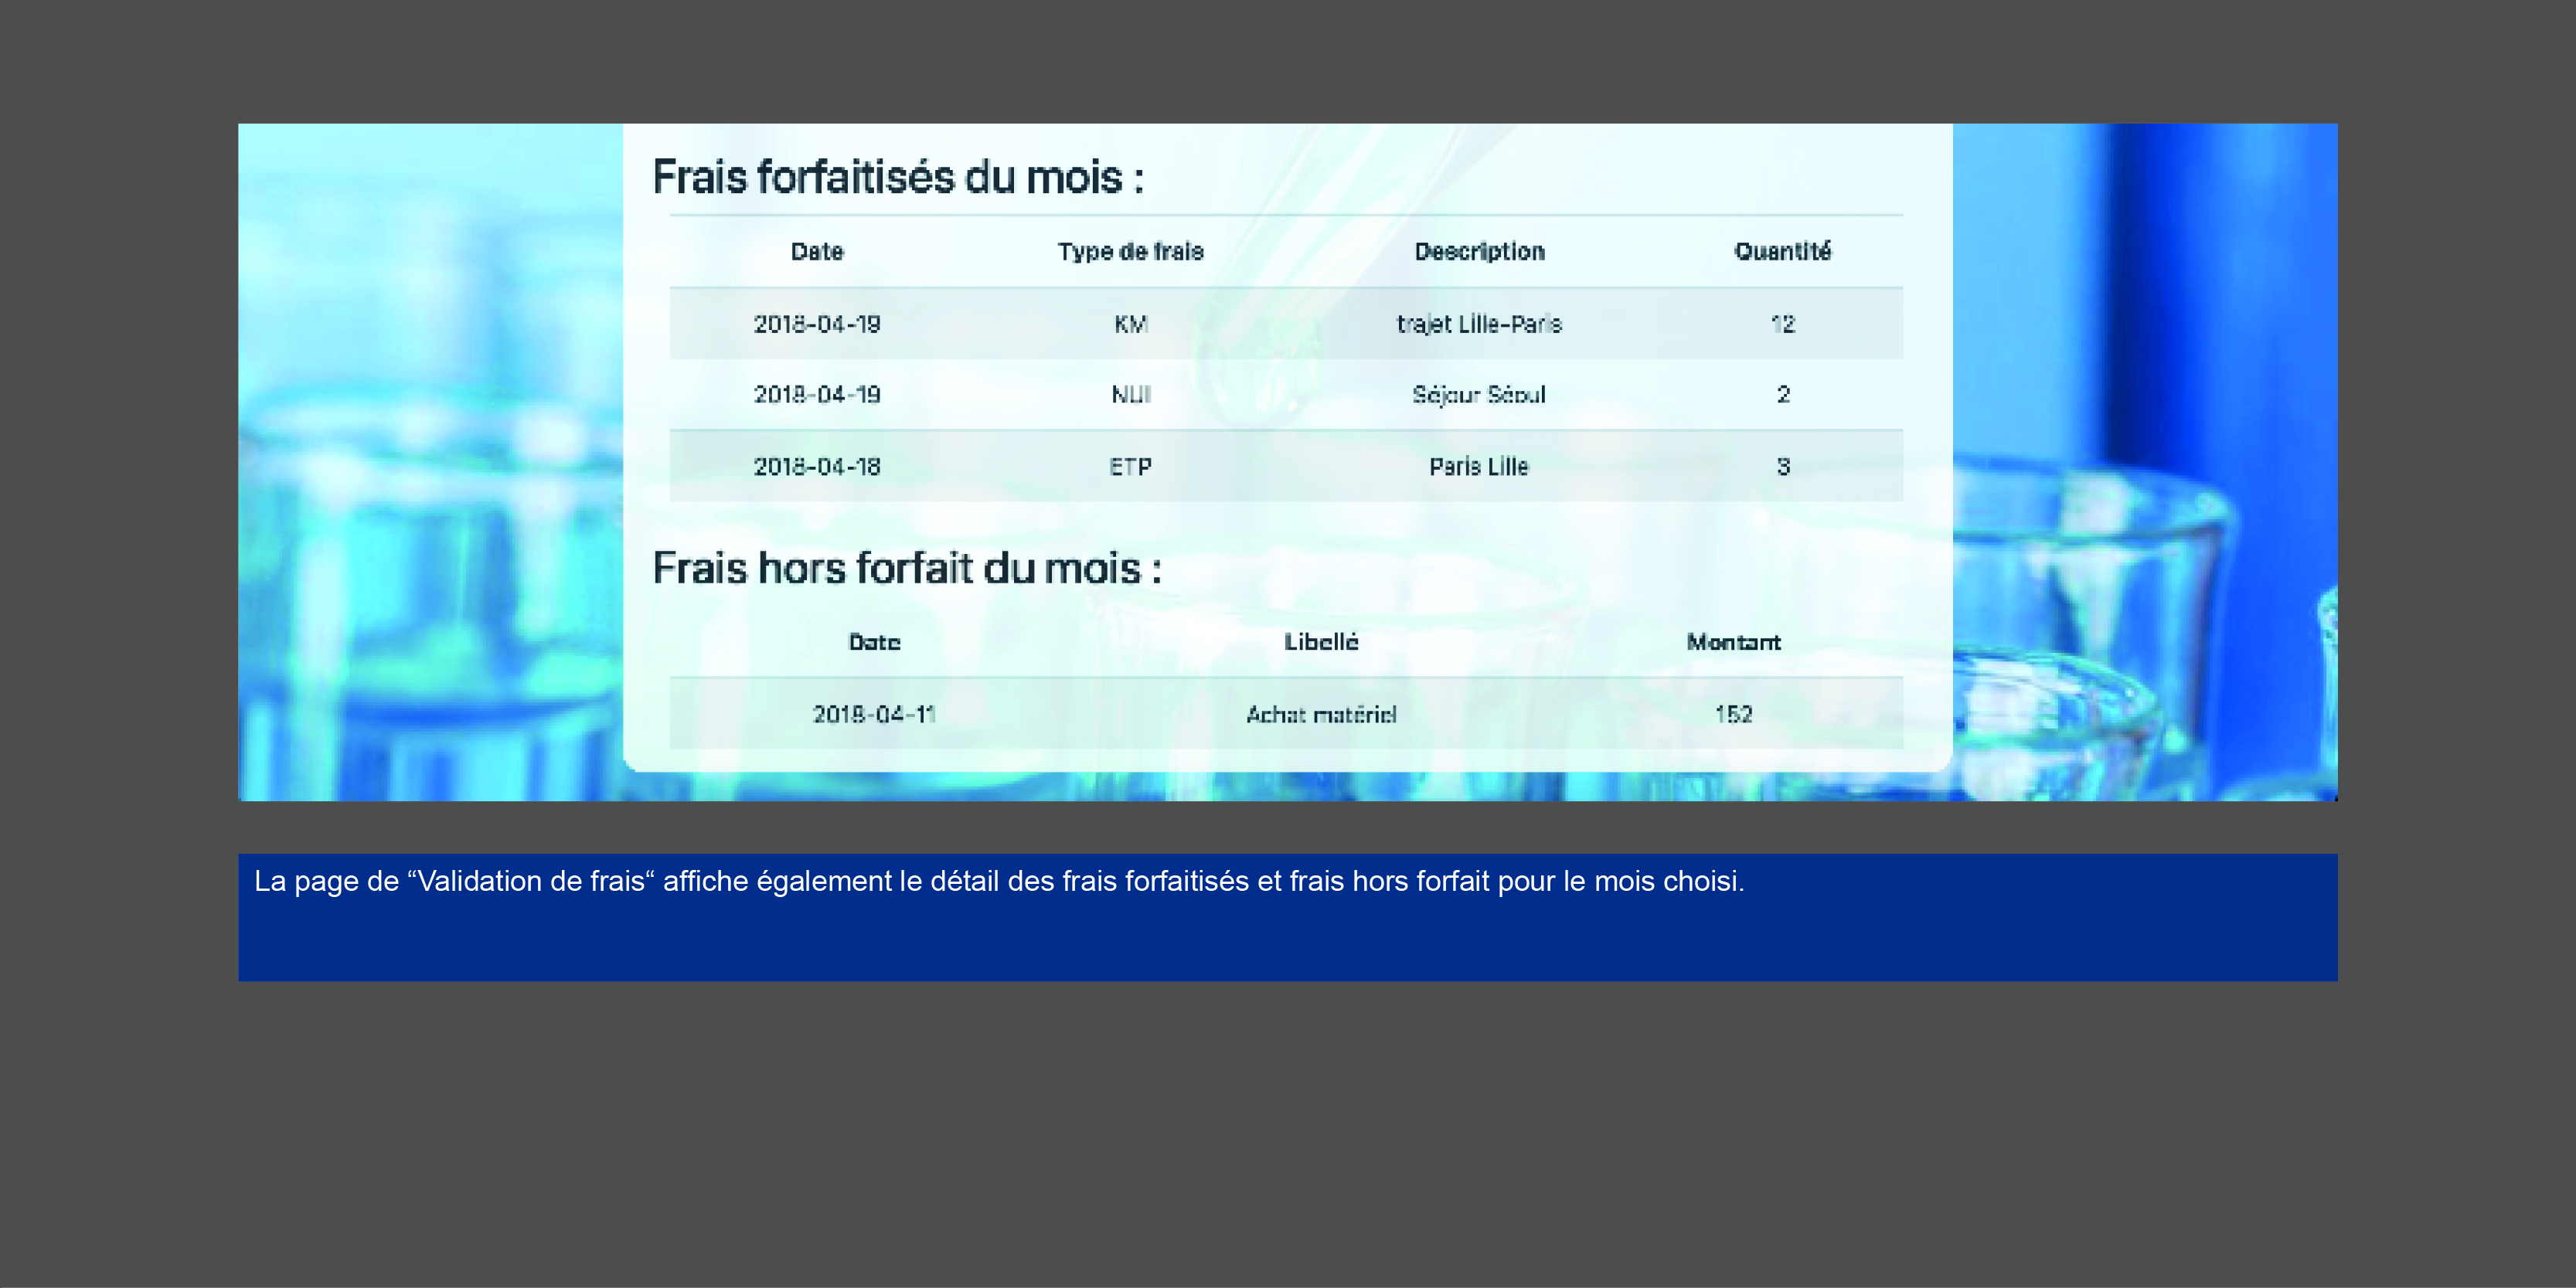 Frais forfaitisés du mois :
Date Type de frais Description Quantité
2018-04-19 KM trajet Lille-Paris 12
2018-04-19 NUI Séjour Séoul 2
2018-04-18 ETP Paris Lille 3
Frais hors forfait du mois :
Date Libellé Montant
2018-04-11 Achat matériel 152
La page de “Validation de frais“ affiche également le détail des frais forfaitisés et frais hors forfait pour le mois choisi.